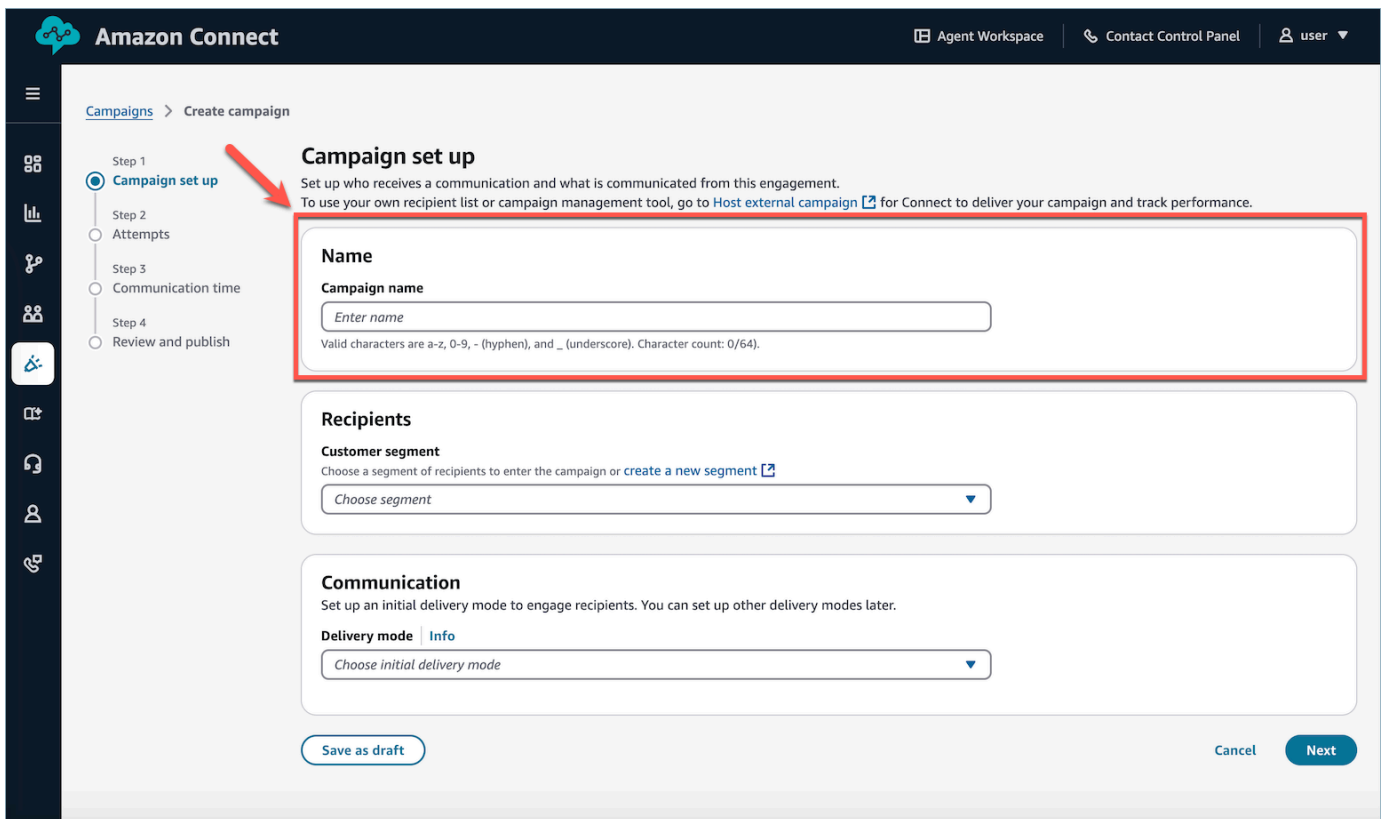 Amazon Connect
Agent Workspace
Contact Control Panel
user
Campaigns > Create campaign
Step 1
Campaign set up
Step 2
Attempts
Step 3
Communication time
Step 4
Review and publish
Campaign set up
Set up who receives a communication and what is communicated from this engagement.
To use your own recipient list or campaign management tool, go to Host external campaign for Connect to deliver your campaign and track performance.
Name
Campaign name
Enter name
Valid characters are a-z, 0-9, - (hyphen), and _ (underscore). Character count: 0/64).
Recipients
Customer segment
Choose a segment of recipients to enter the campaign or create a new segment
Choose segment
Communication
Set up an initial delivery mode to engage recipients. You can set up other delivery modes later.
Delivery mode | Info
Choose initial delivery mode
Save as draft
Cancel
Next